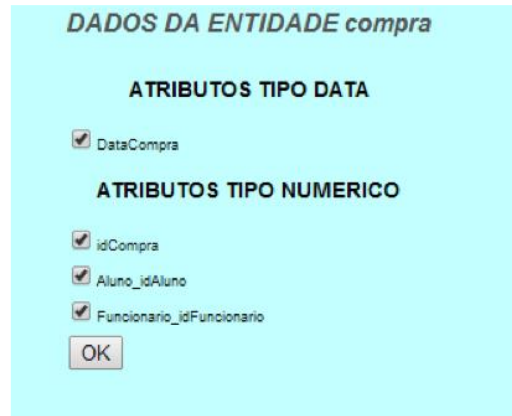 DADOS DA ENTIDADE compra
ATRIBUTOS TIPO DATA
DataCompra
ATRIBUTOS TIPO NUMERICO
idCompra
Aluno_idAluno
Funcionario_idFuncionario
OK